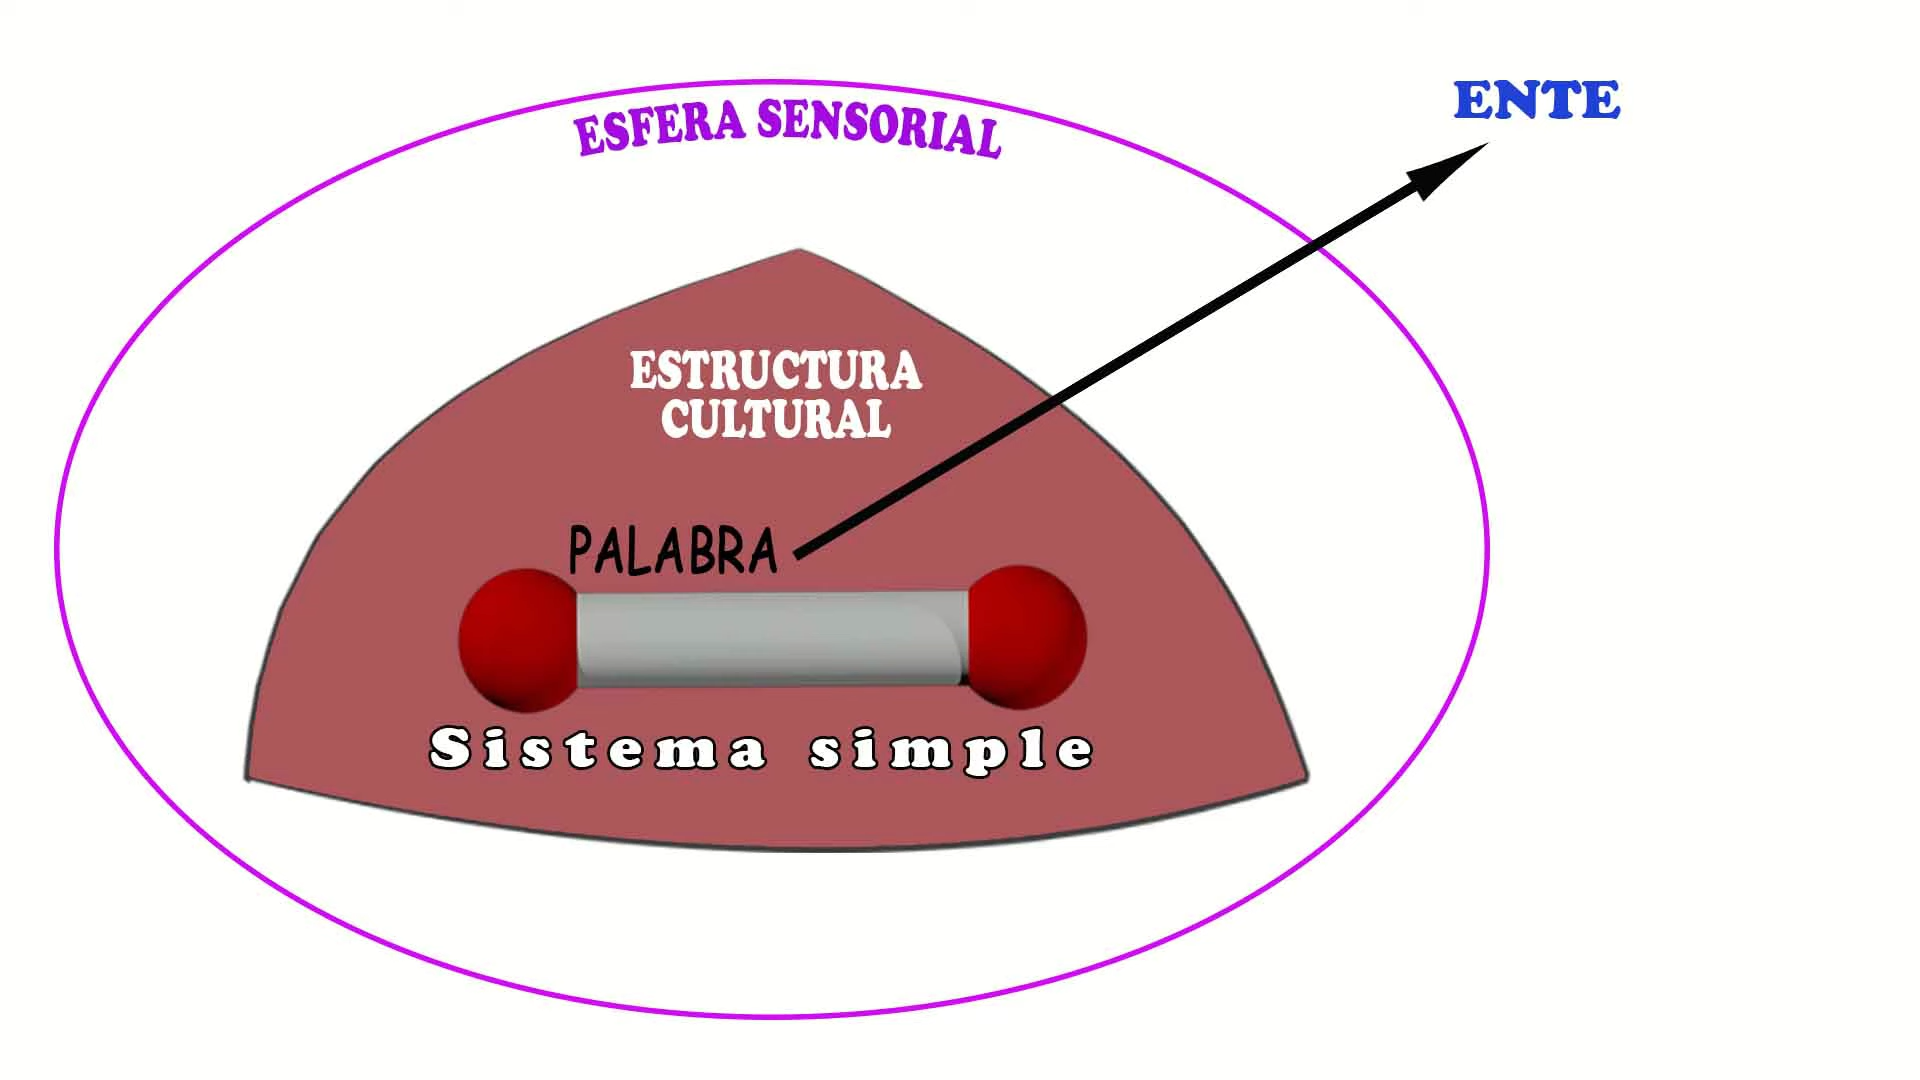 ESFERA SENSORIAL
ENTE
ESTRUCTURA
CULTURAL
PALABRA
Sistema simple